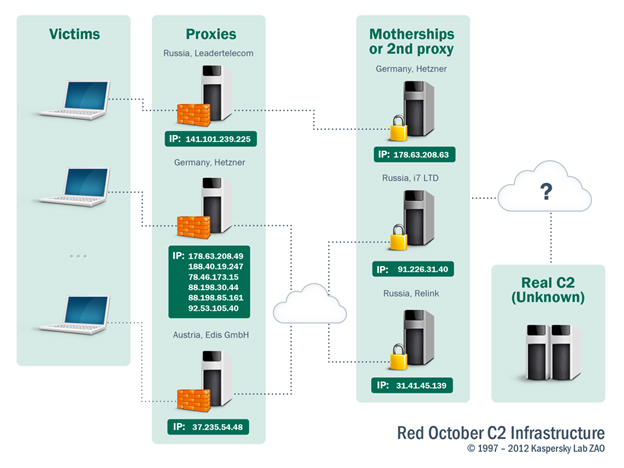 Victims
Proxies
Russia, Leadertelecom
IP: 141.101.239.225
Germany, Hetzner
IP: 178.63.208.49
188.40.19.247
78.46.173.15
88.198.30.44
88.198.85.161
92.53.105.40
Austria, Edis GmbH
IP: 37.235.54.48
Motherships
or 2nd proxy
Germany, Hetzner
IP: 178.63.208.63
Russia, i7 LTD
IP: 91.226.31.40
Russia, Relink
IP: 31.41.45.139
?
Real C2
(Unknown)
...
Red October C2 Infrastructure
© 1997 – 2012 Kaspersky Lab ZAO